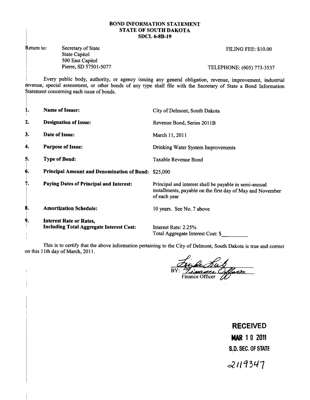 BOND INFORMATION STATEMENT
STATE OF SOUTH DAKOTA
SDCL 6-8B-19
Return to: Secretary of State FILING FEE: $10.00
State Capitol
500 East Capitol
Pierre, SD 57501-5077 TELEPHONE: (605) 773-3537
Every public body, authority, or agency issuing any general obligation, revenue, improvement, industrial
revenue, special assessment, or other bonds of any type shall file with the Secretary of State a Bond Information
Statement concerning each issue of bonds.
1. Name of Issuer: City of Delmont, South Dakota
2. Designation of Issue: Revenue Bond, Series 2011B
3. Date of Issue: March 11, 2011
4. Purpose of Issue: Drinking Water System Improvements
5. Type of Bond: Taxable Revenue Bond
6. Principal Amount and Denomination of Bond: $25,000
7. Paying Dates of Principal and Interest: Principal and interest shall be payable in semi-annual
installments, payable on the first day of May and November
of each year
8. Amortization Schedule: 10 years. See No. 7 above
9. Interest Rate or Rates,
Including Total Aggregate Interest Cost: Interest Rate: 2.25%
Total Aggregate Interest Cost: $
This is to certify that the above information pertaining to the City of Delmont, South Dakota is true and correct
on this 11th day of March, 2011.
BY: Finance Officer
Finance Officer
RECEIVED
MAR 10 2011
S.D. SEC. OF STATE
2119347